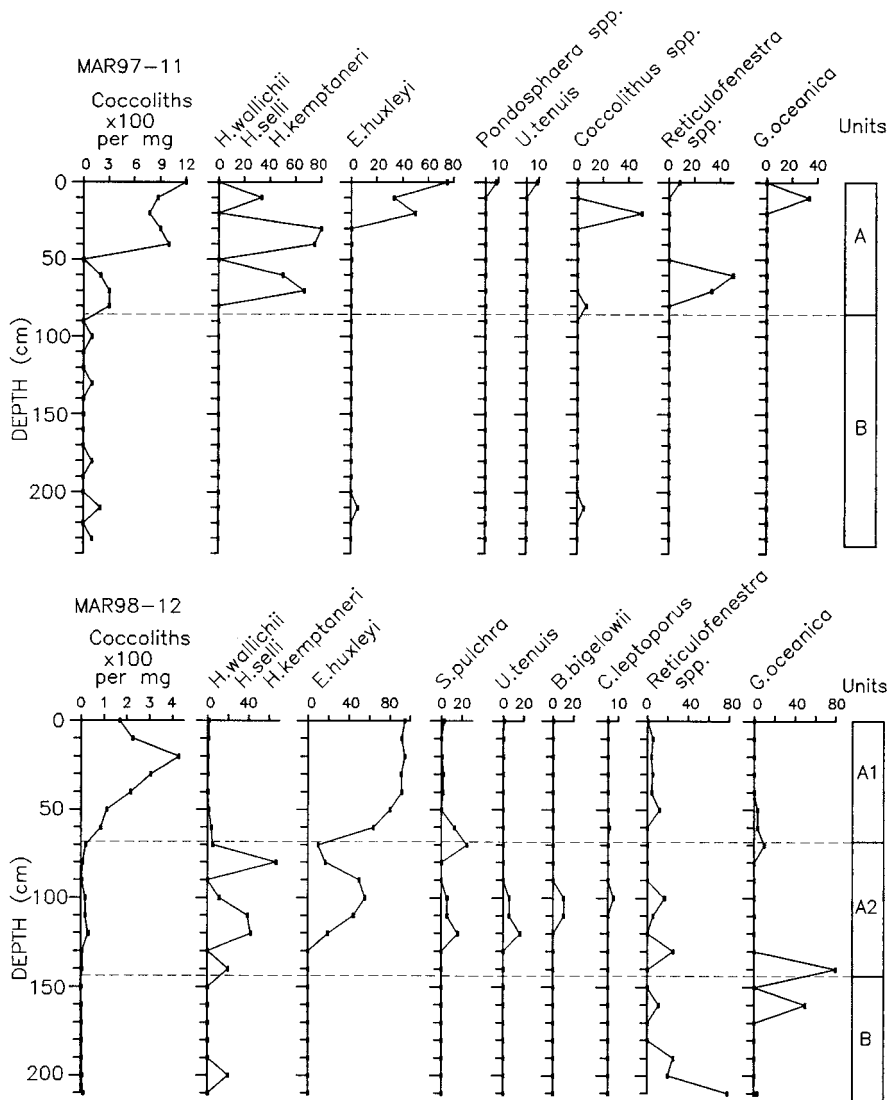 MAR97-11
Coccoliths
x100
per mg
H.wallichii
H.selli
H.kemptaneri
E.huxleyi
Pondosphaera spp.
U.tenuis
Coccolithus spp.
Reticulofenestra
spp.
G.oceanica
Units
0 3 6 9 12
0 20 40 60 80
0 20 40 60 80
0 10
0 10
0 20 40
0 20 40
0 20 40
0
50
100
150
200
DEPTH (cm)
A
B
MAR98-12
Coccoliths
x100
per mg
H.wallichii
H.selli
H.kemptaneri
E.huxleyi
S.pulchra
U.tenuis
B.bigelowii
C.leptoporus
Reticulofenestra
spp.
G.oceanica
Units
0 1 2 3 4
0 40
0 40 80
0 20
0 20
0 20
0 10
0 40 80
0 40 80
0
50
100
150
200
DEPTH (cm)
A1
A2
B